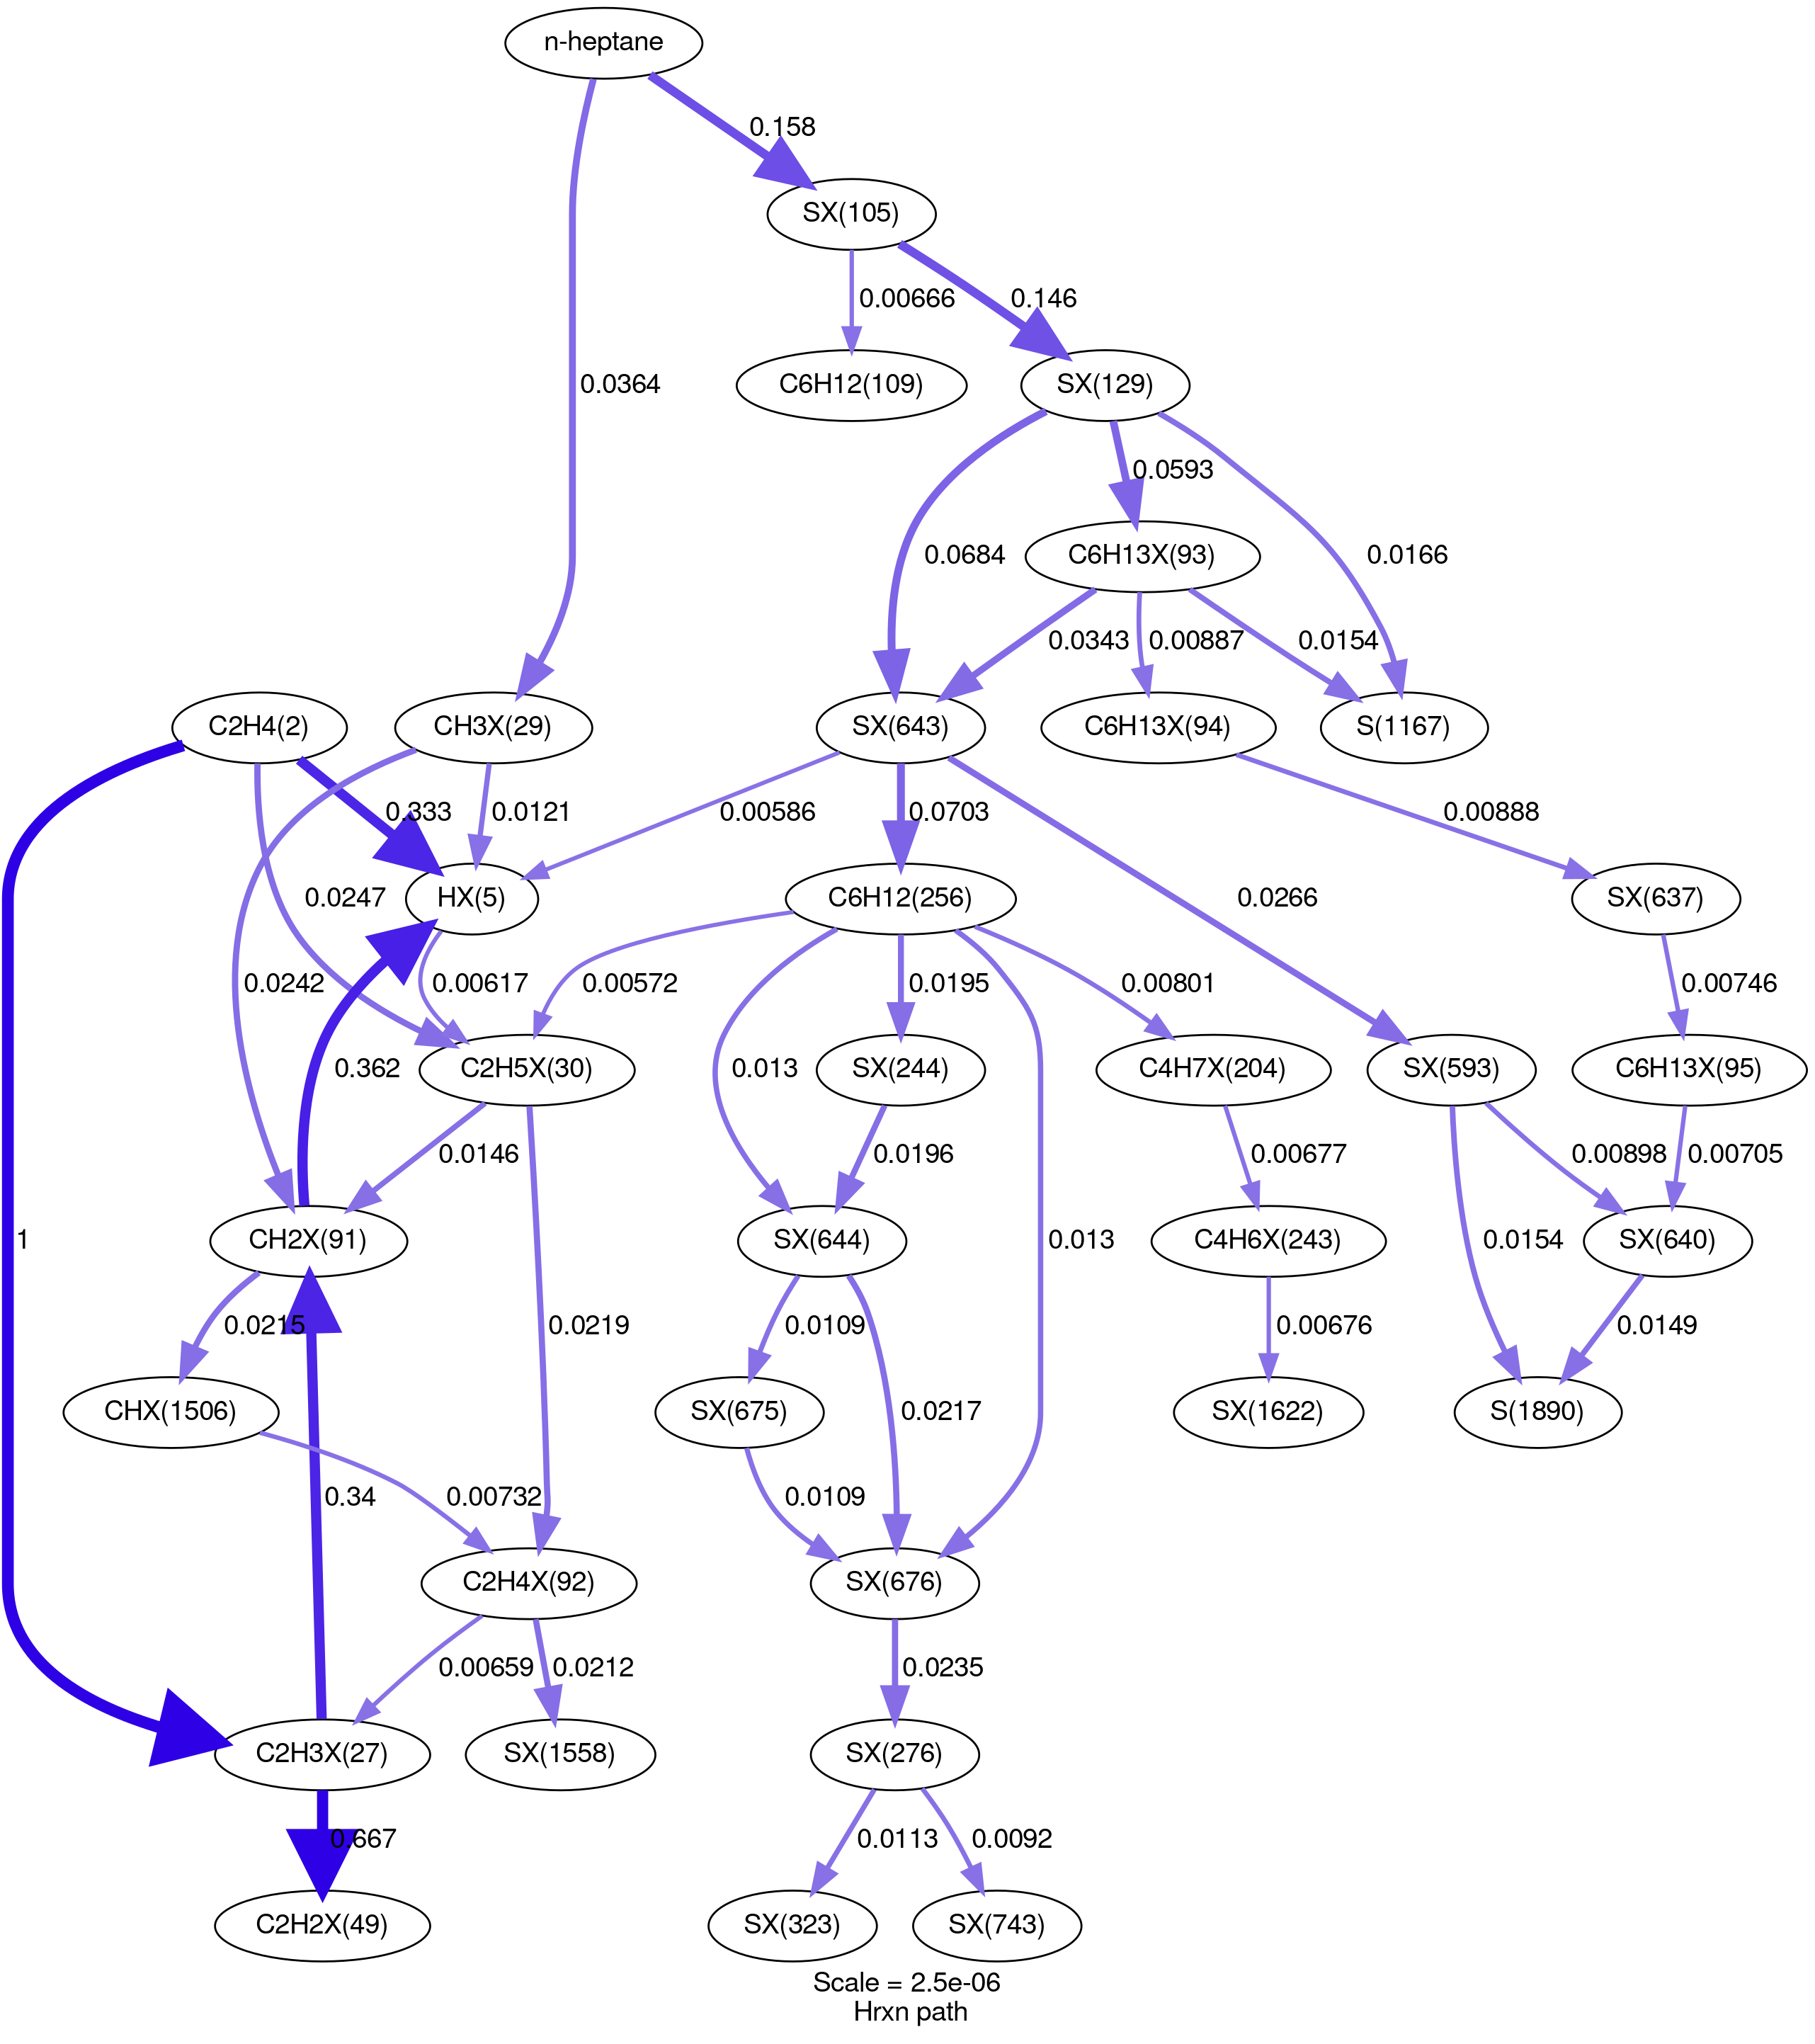 n-heptane
0.158
SX(105)
0.00666
0.146
0.0364
C6H12(109)
SX(129)
0.0593
0.0684
C6H13X(93)
0.0166
0.0343
0.00887
0.0154
C2H4(2)
CH3X(29)
SX(643)
C6H13X(94)
S(1167)
0.333
0.0121
0.00586
0.0703
0.00888
0.0247
HX(5)
C6H12(256)
0.0266
SX(637)
0.0242
0.00617
0.00572
0.0195
0.00801
0.00746
0.362
C2H5X(30)
0.013
SX(244)
C4H7X(204)
SX(593)
C6H13X(95)
0.0146
0.0196
0.00677
0.00898
0.00705
1
CH2X(91)
SX(644)
0.013
C4H6X(243)
0.0154
SX(640)
0.0215
0.0219
0.0109
0.00676
0.0149
CHX(1506)
SX(675)
0.0217
SX(1622)
S(1890)
0.34
0.00732
0.0109
C2H4X(92)
SX(676)
0.00659
0.0212
0.0235
C2H3X(27)
SX(1558)
SX(276)
0.667
0.0113
0.0092
C2H2X(49)
SX(323)
SX(743)
Scale = 2.5e-06
Hrxn path